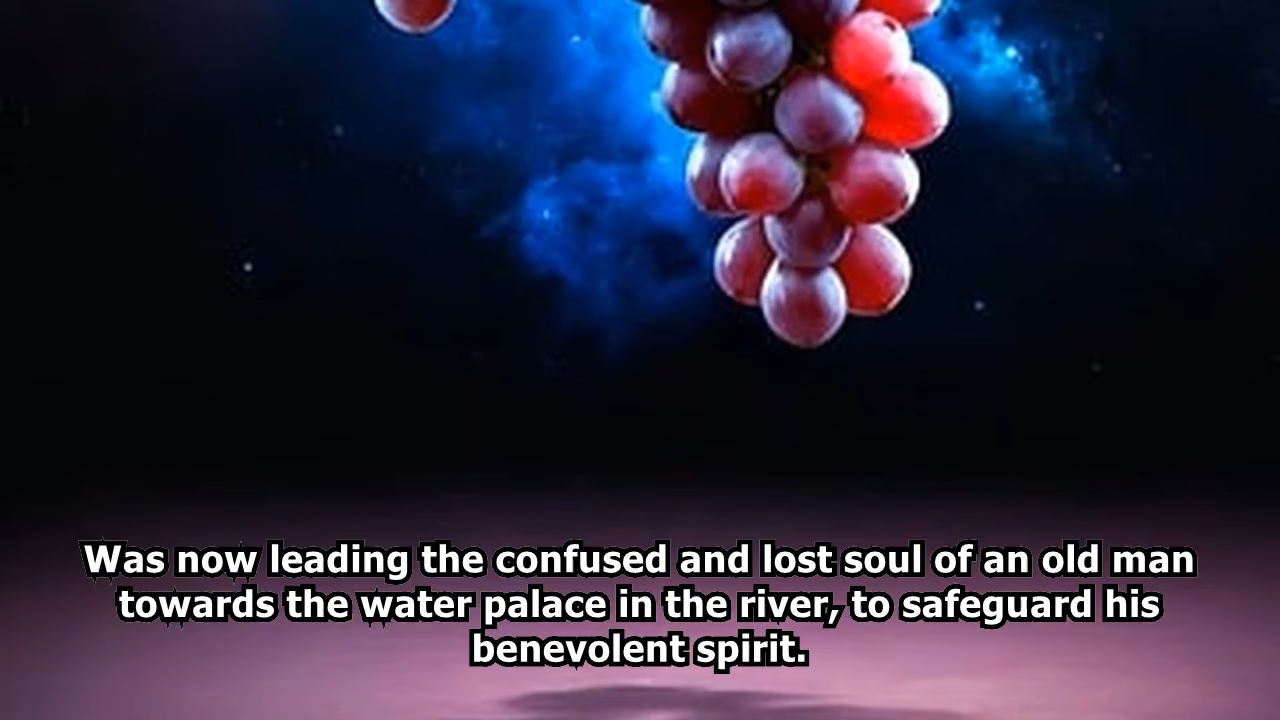 Was now leading the confused and lost soul of an old man
towards the water palace in the river, to safeguard his
benevolent spirit.